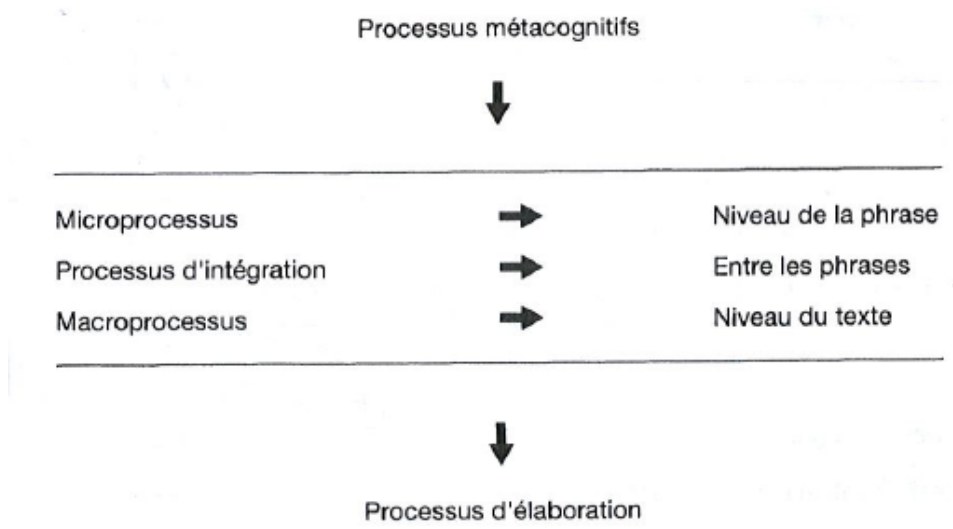 Processus métacognitifs
Microprocessus Niveau de la phrase
Processus d'intégration Entre les phrases
Macroprocessus Niveau du texte
Processus d'élaboration